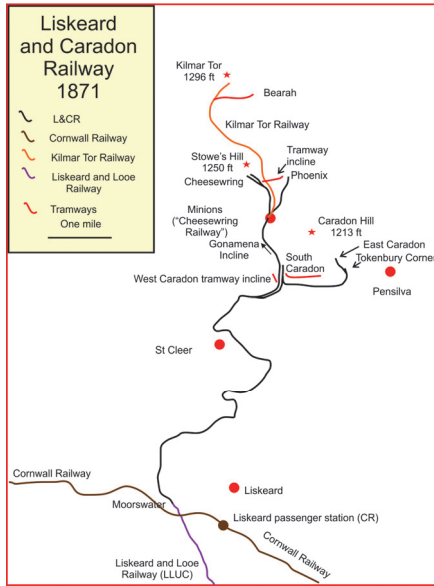 Liskeard
and Caradon
Railway
1871
L&CR
Cornwall Railway
Kilmar Tor Railway
Liskeard and Looe
Railway
Tramways
One mile
Kilmar Tor
1296 ft
Bearah
Kilmar Tor Railway
Stowe's Hill
1250 ft
Tramway
incline
Cheesewring
Phoenix
Minions
("Cheesewring
Railway")
Caradon Hill
1213 ft
Gonamena
Incline
East Caradon
Tokenbury Corner
South
Caradon
West Caradon tramway incline
Pensilva
St Cleer
Cornwall Railway
Liskeard
Moorswater
Liskeard passenger station (CR)
Cornwall Railway
Liskeard and Looe
Railway (LLUC)